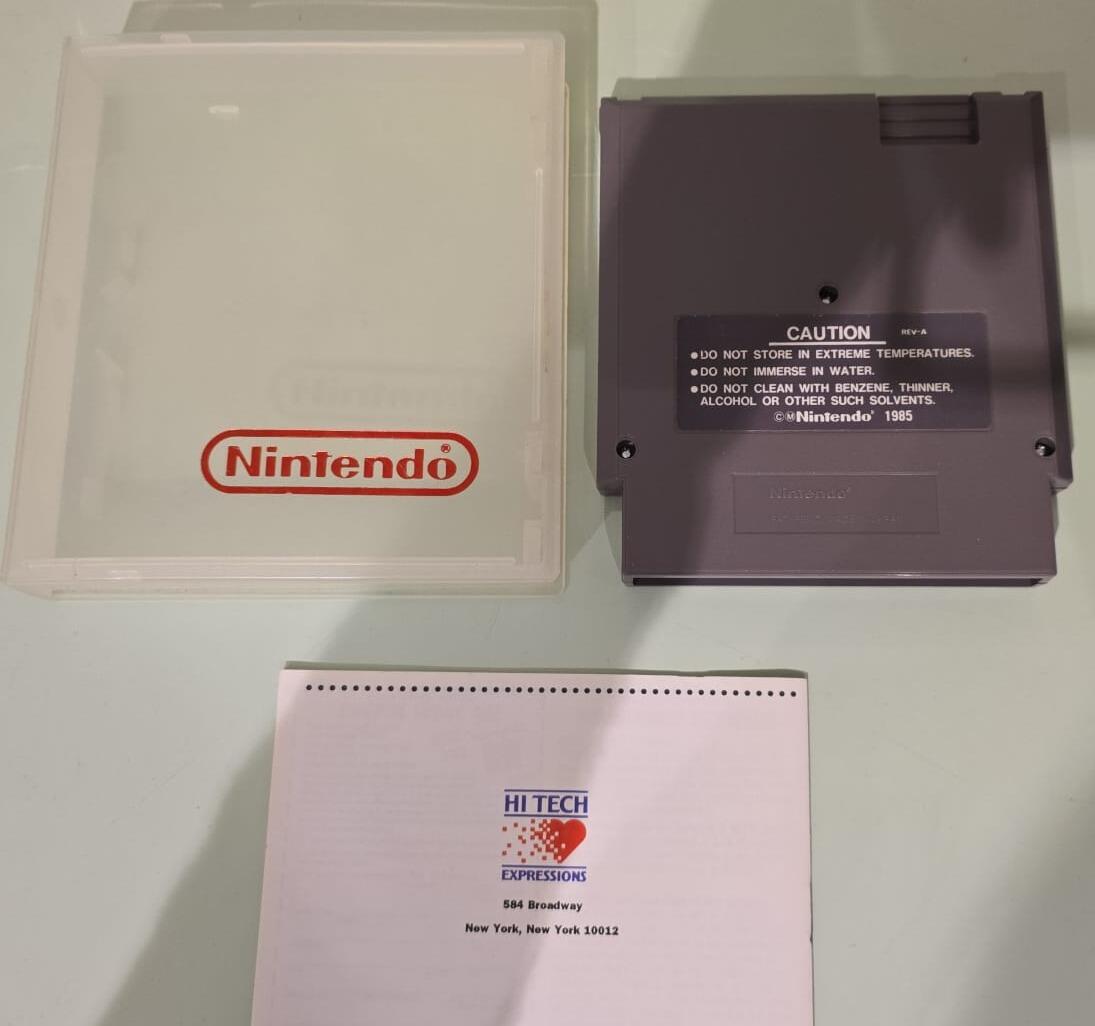 Nintendo®
CAUTION REV-A
●DO NOT STORE IN EXTREME TEMPERATURES.
●DO NOT IMMERSE IN WATER.
●DO NOT CLEAN WITH BENZENE, THINNER,
ALCOHOL OR OTHER SUCH SOLVENTS.
©ⓂNintendo® 1985
Nintendo®
HI TECH
EXPRESSIONS
584 Broadway
New York, New York 10012